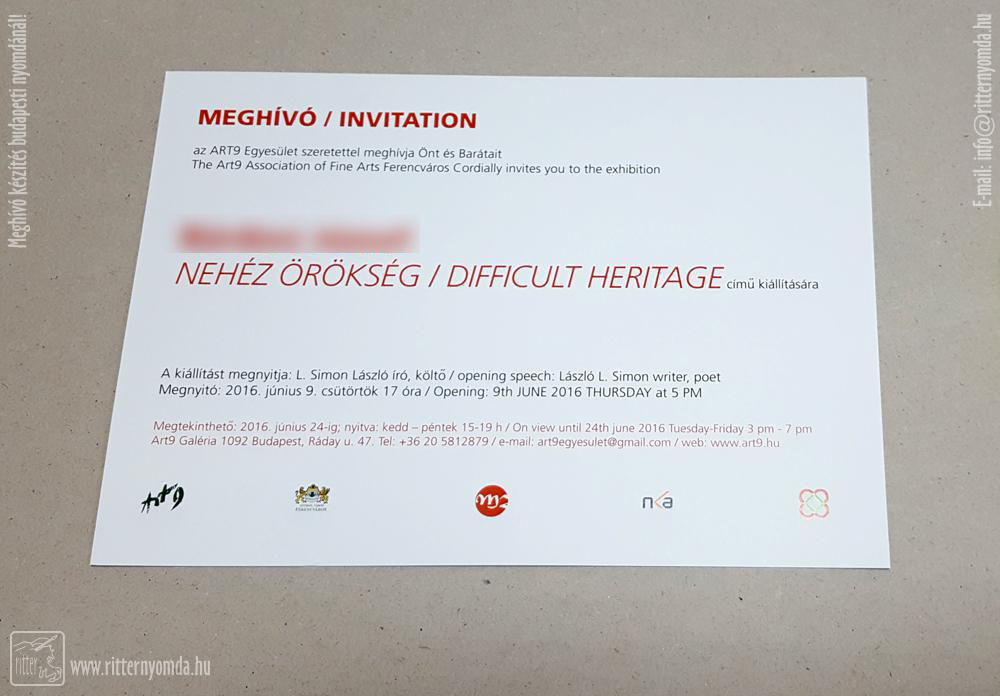 Meghívó készítés budapesti nyomdánál!
E-mail: info@ritternyomda.hu
MEGHÍVÓ / INVITATION
az ART9 Egyesület szeretettel meghívja Önt és Barátait
The Art9 Association of Fine Arts Ferencváros Cordially invites you to the exhibition
NEHÉZ ÖRÖKSÉG / DIFFICULT HERITAGE című kiállítására
A kiállítást megnyitja: L. Simon László író, költő / opening speech: László L. Simon writer, poet
Megnyitó: 2016. június 9. csütörtök 17 óra / Opening: 9th JUNE 2016 THURSDAY at 5 PM
Megtekinthető: 2016. június 24-ig; nyitva: kedd – péntek 15-19 h / On view until 24th june 2016 Tuesday-Friday 3 pm - 7 pm
Art9 Galéria 1092 Budapest, Ráday u. 47. Tel: +36 20 5812879 / e-mail: art9egyesulet@gmail.com / web: www.art9.hu
Art9
FERENCVÁROS
nka
ritter
www.ritternyomda.hu